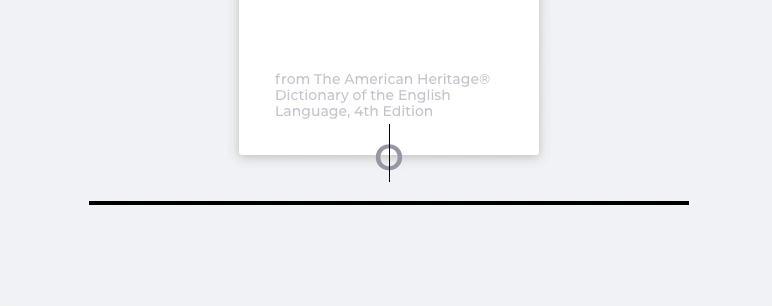 from The American Heritage®
Dictionary of the English
Language, 4th Edition